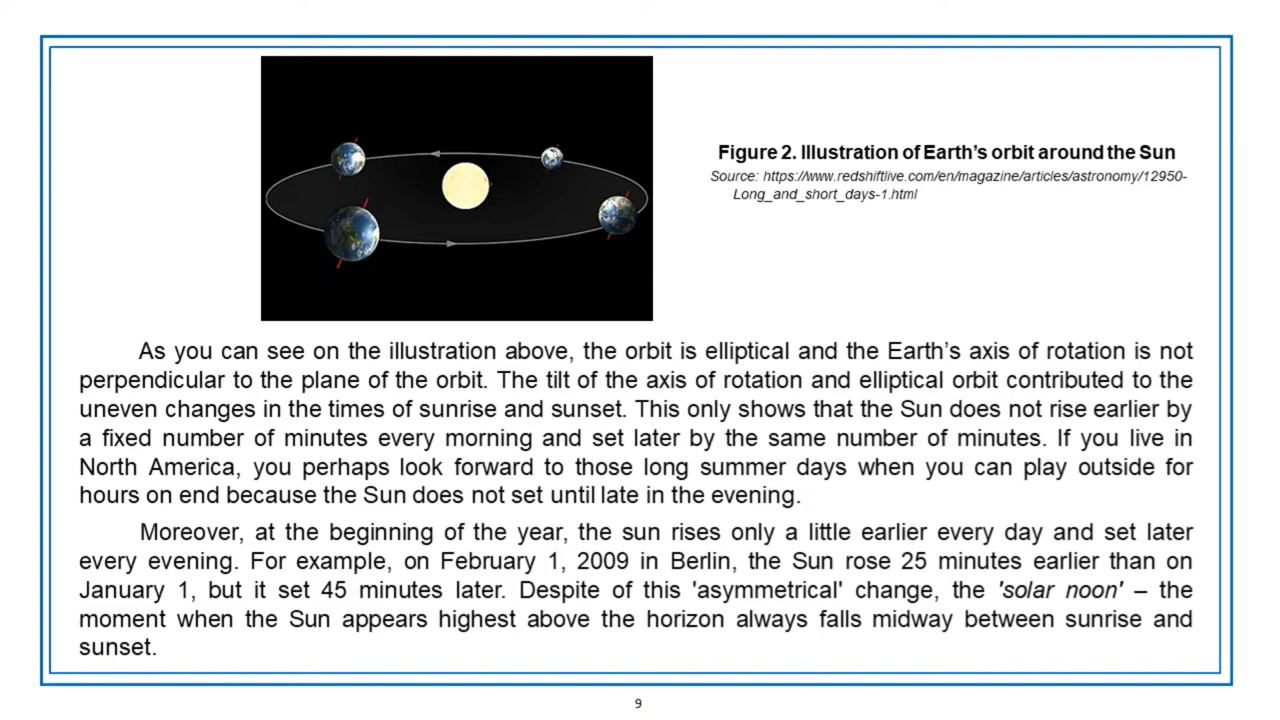 Figure 2. Illustration of Earth's orbit around the Sun
Source: https://www.redshiftlive.com/en/magazine/articles/astronomy/12950-
Long_and_short_days-1.html
As you can see on the illustration above, the orbit is elliptical and the Earth's axis of rotation is not
perpendicular to the plane of the orbit. The tilt of the axis of rotation and elliptical orbit contributed to the
uneven changes in the times of sunrise and sunset. This only shows that the Sun does not rise earlier by
a fixed number of minutes every morning and set later by the same number of minutes. If you live in
North America, you perhaps look forward to those long summer days when you can play outside for
hours on end because the Sun does not set until late in the evening.
Moreover, at the beginning of the year, the sun rises only a little earlier every day and set later
every evening. For example, on February 1, 2009 in Berlin, the Sun rose 25 minutes earlier than on
January 1, but it set 45 minutes later. Despite of this 'asymmetrical' change, the 'solar noon' – the
moment when the Sun appears highest above the horizon always falls midway between sunrise and
sunset.
9